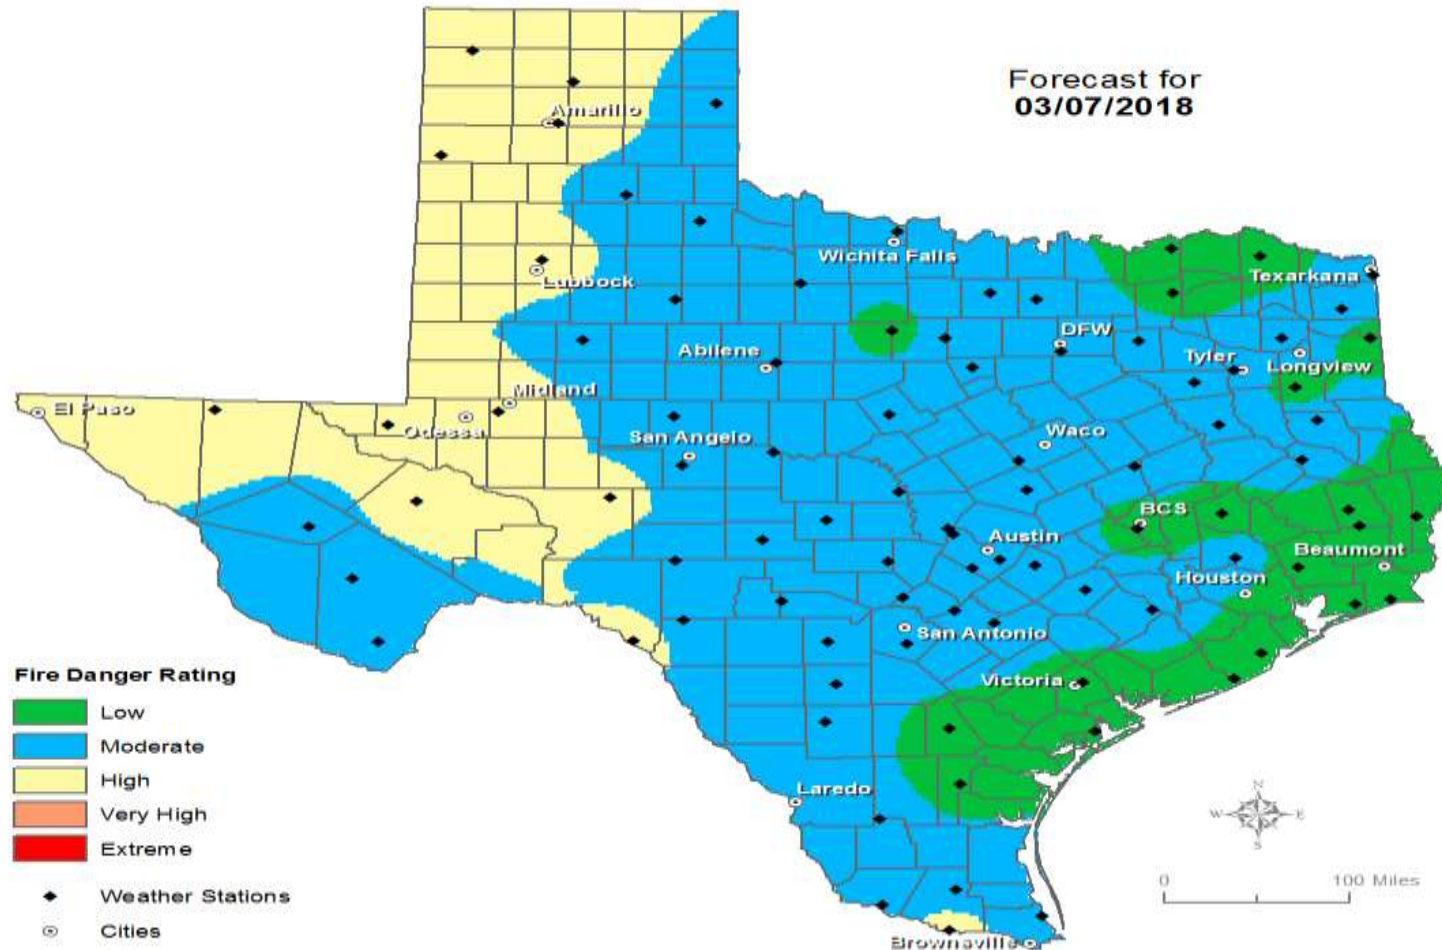 Forecast for
03/07/2018
Amarillo
Wichita Falls
Lubbock
Texarkana
DFW
Abilene
Tyler
Longview
Midland
El Paso
Odessa
San Angelo
Waco
BCS
Austin
Beaumont
Houston
San Antonio
Victoria
Laredo
Brownsville
Fire Danger Rating
Low
Moderate
High
Very High
Extreme
Weather Stations
Cities
N
W E
S
0 100 Miles